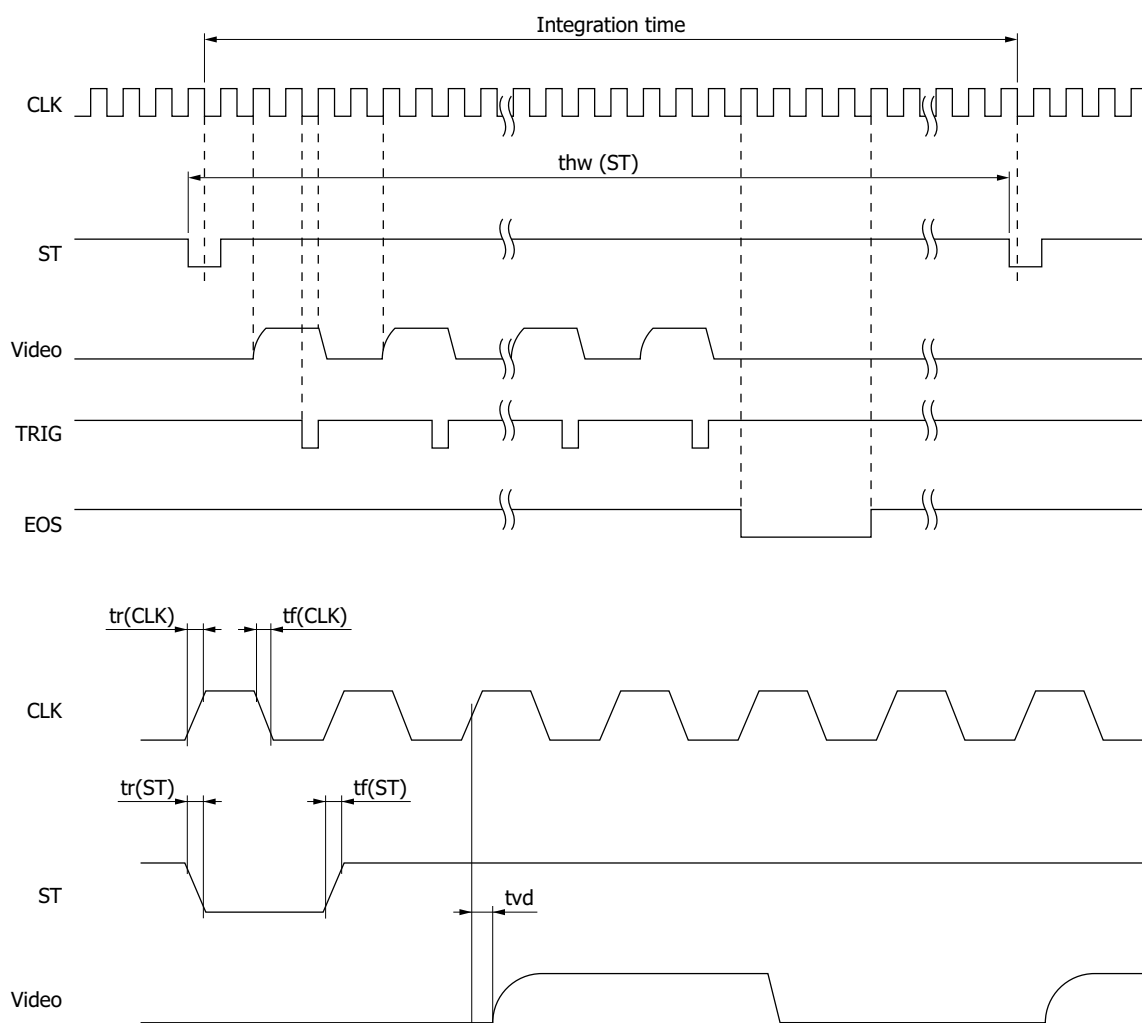 Integration time
CLK
thw (ST)
ST
Video
TRIG
EOS
tr(CLK) tf(CLK)
CLK
tr(ST) tf(ST)
ST
tvd
Video